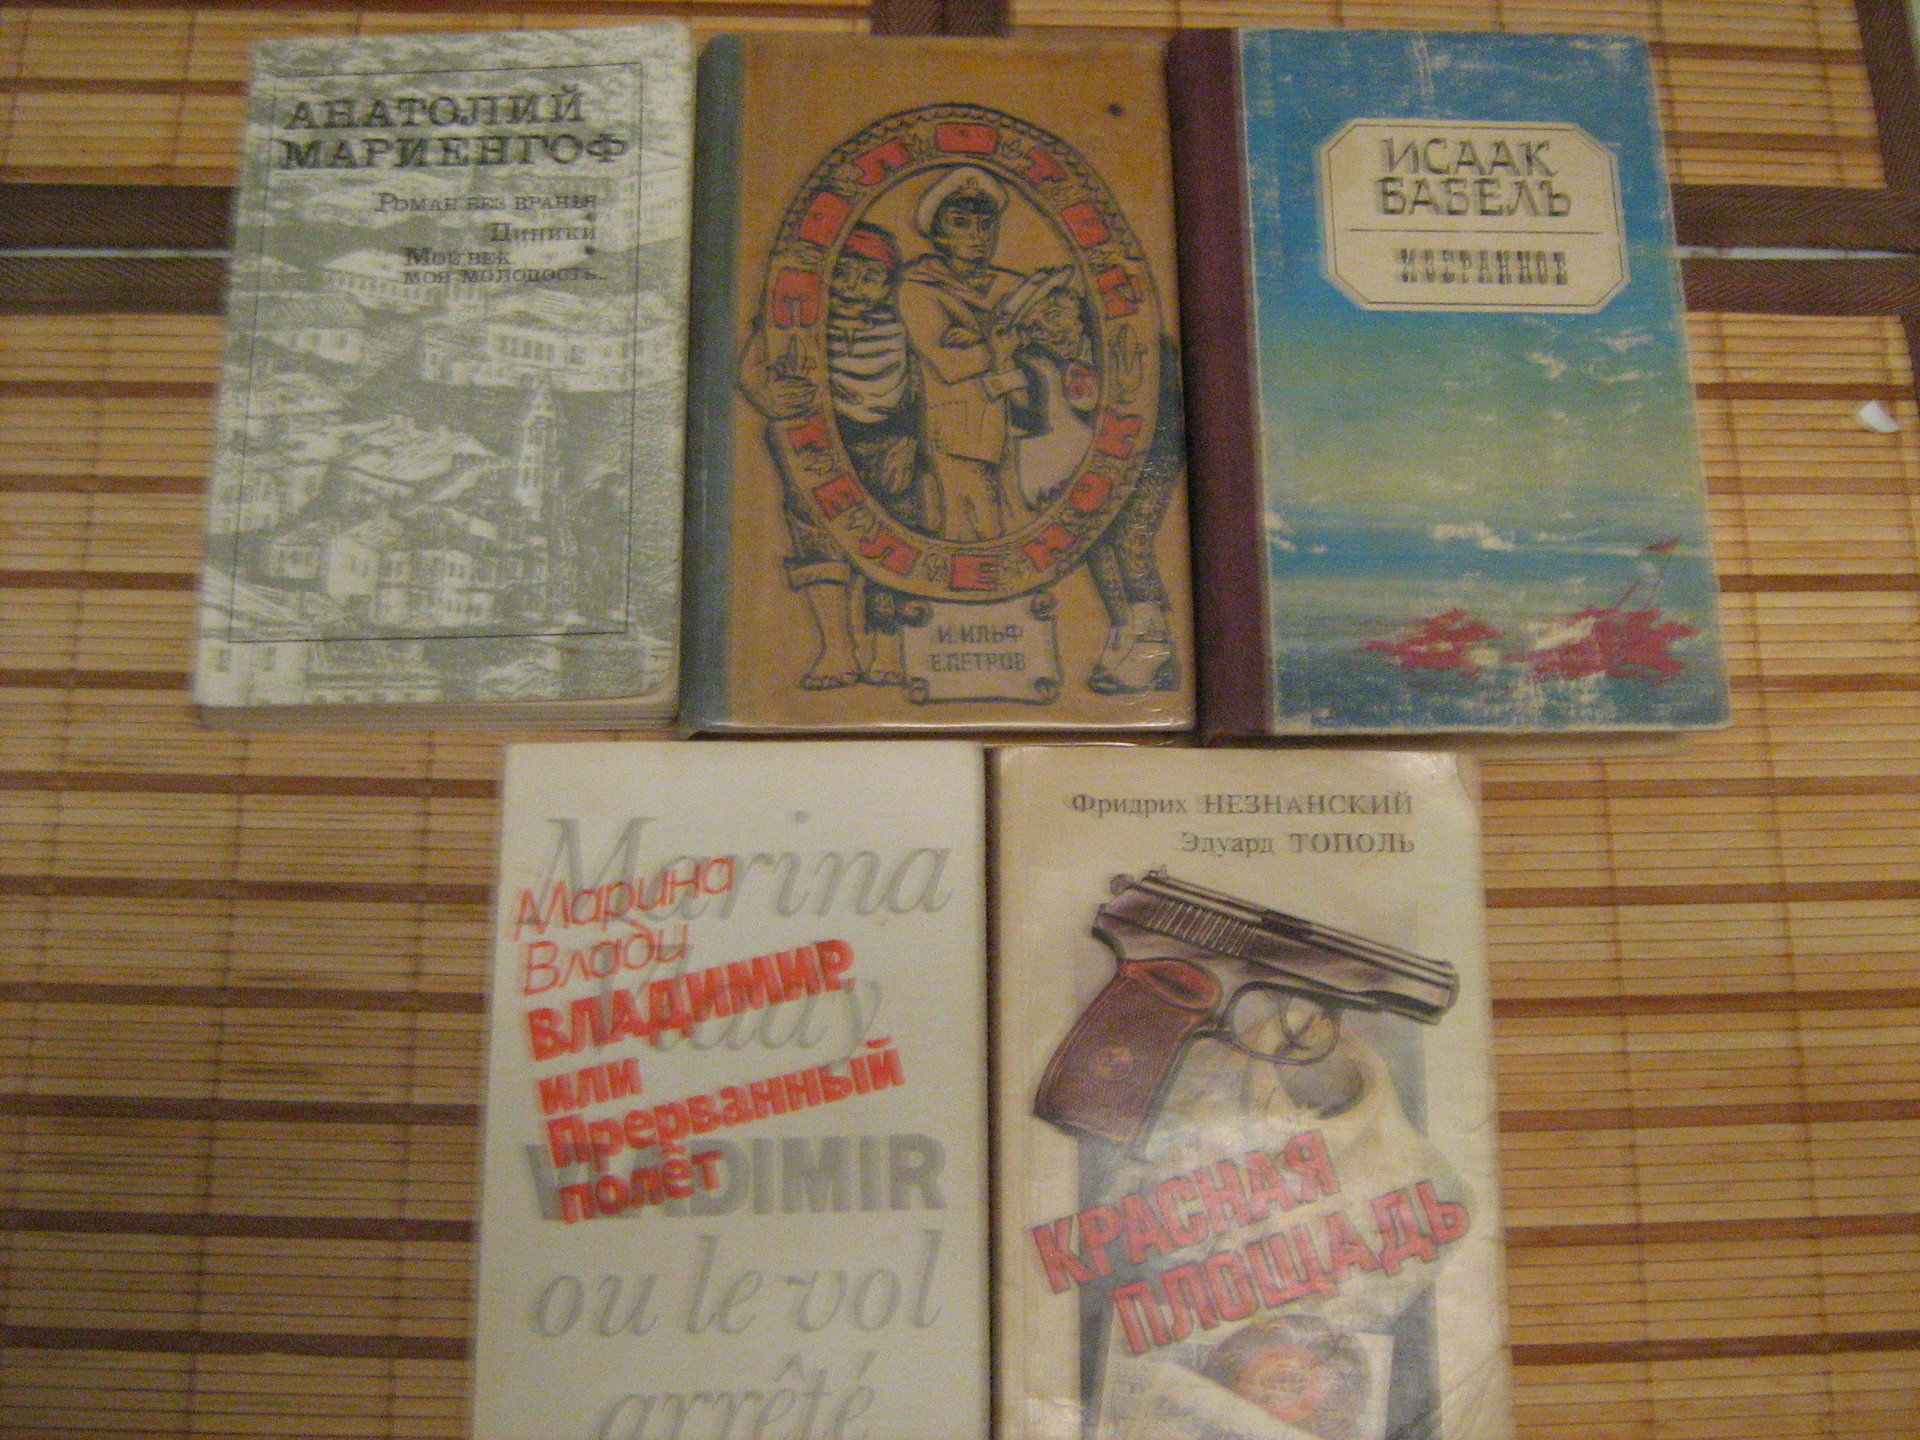 АНАТОЛИЙ
МАРИЕНГОФ
Роман без вранья
Циники
Мой век,
моя молодость
ЗОЛОТОЙ ТЕЛЕНОК
И. ИЛЬФ
Е. ПЕТРОВ
ИСААК
БАБЕЛЬ
ИЗБРАННОЕ
Marina
Vlady
VLADIMIR
ou le vol
arrêté
Марина
Влади
ВЛАДИМИР,
или
Прерванный
полёт
Фридрих НЕЗНАНСКИЙ
Эдуард ТОПОЛЬ
КРАСНАЯ
ПЛОЩАДЬ